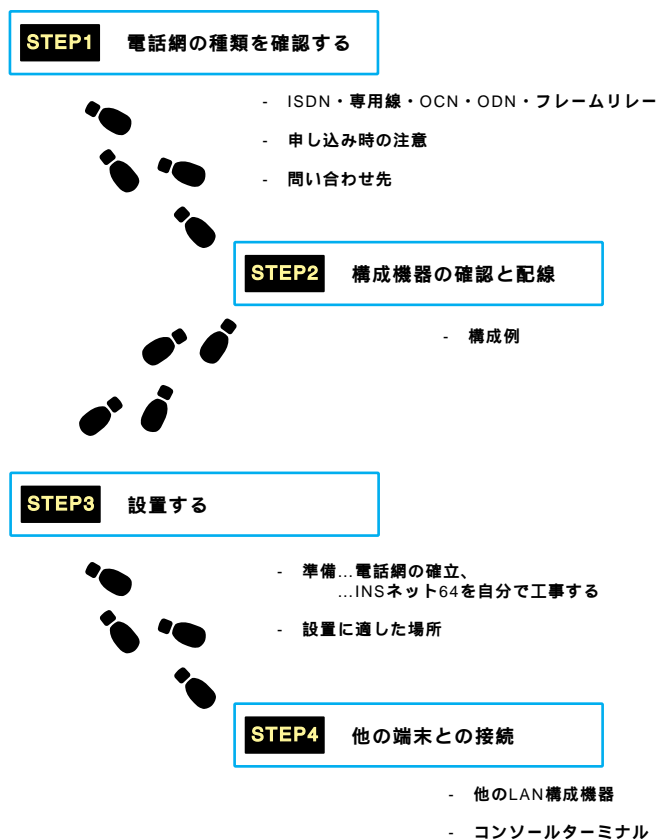 STEP1 電話網の種類を確認する
- ISDN・専用線・OCN・ODN・フレームリレー
- 申し込み時の注意
- 問い合わせ先
STEP2 構成機器の確認と配線
- 構成例
STEP3 設置する
- 準備…電話網の確立、
…INSネット64を自分で工事する
- 設置に適した場所
STEP4 他の端末との接続
- 他のLAN構成機器
- コンソールターミナル